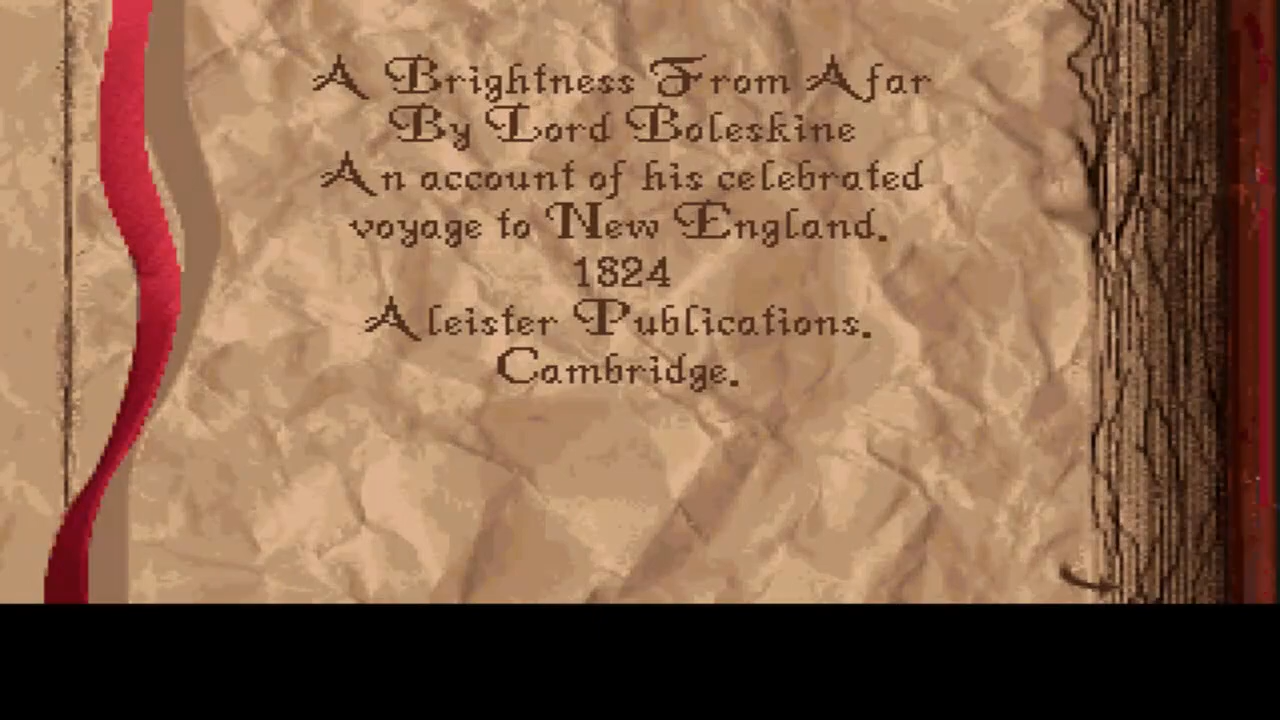 A Brightness From Afar
By Lord Boleskine
An account of his celebrated
voyage to New England.
1824
Aleister Publications.
Cambridge.